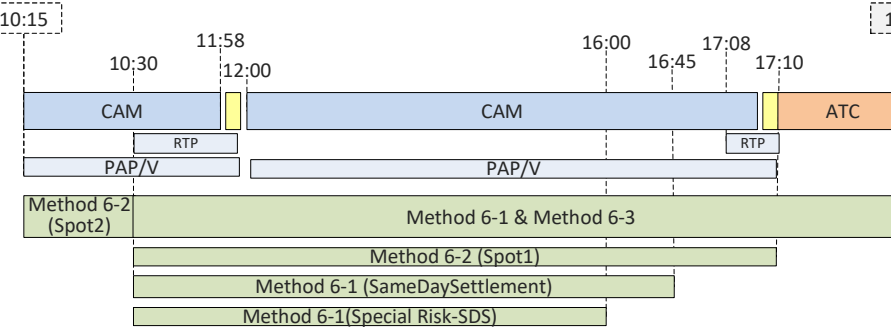 10:15
1
11:58
16:00
17:08
10:30
12:00
16:45
17:10
CAM
CAM
ATC
RTP
RTP
PAP/V
PAP/V
Method 6-2
(Spot2)
Method 6-1 & Method 6-3
Method 6-2 (Spot1)
Method 6-1 (SameDaySettlement)
Method 6-1(Special Risk-SDS)